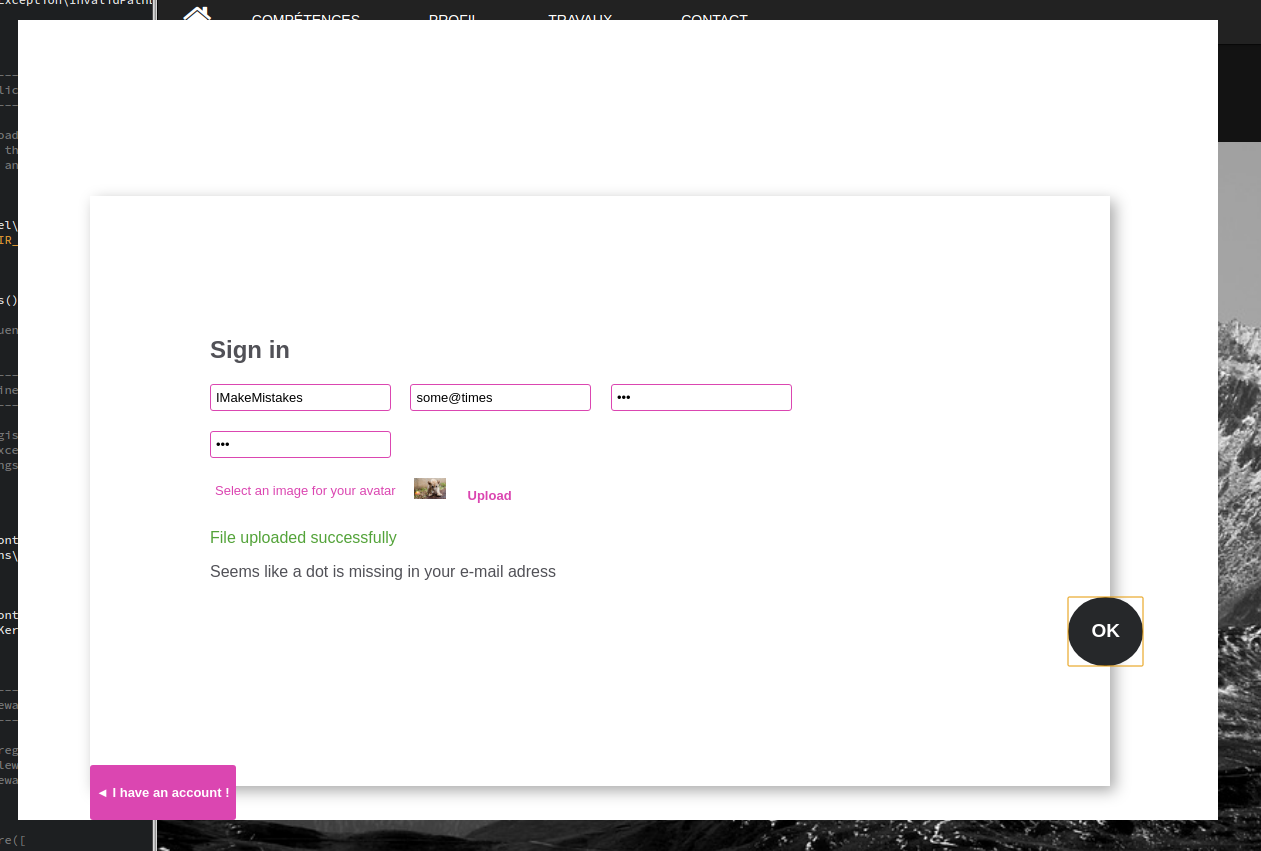 COMPÉTENCES PROFIL TRAVAUX CONTACT
Sign in
IMakeMistakes some@times •••
•••
Select an image for your avatar Upload
File uploaded successfully
Seems like a dot is missing in your e-mail adress
OK
◄ I have an account !